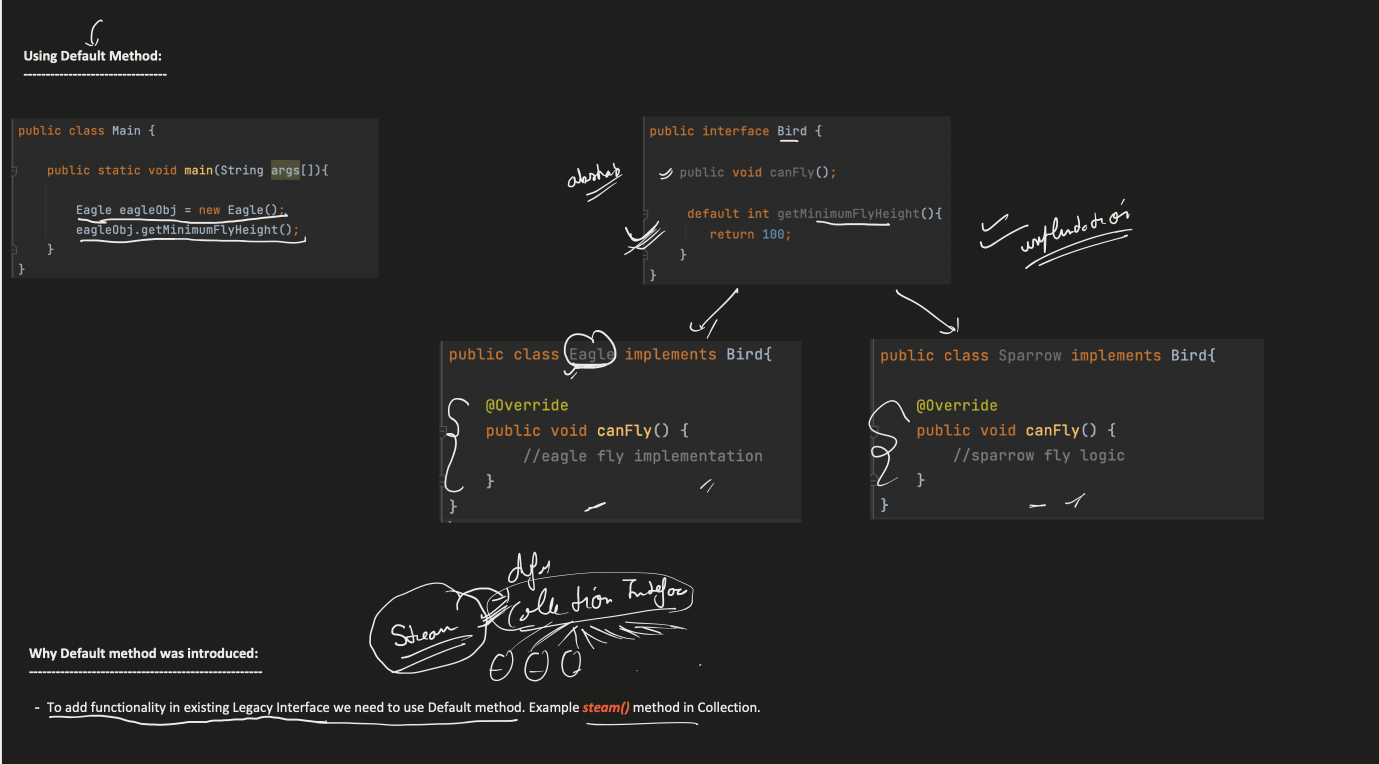 Using Default Method:
--------------------------------
public class Main {
public static void main(String args[]){
Eagle eagleObj = new Eagle();
eagleObj.getMinimumFlyHeight();
}
}
public interface Bird {
public void canFly();
default int getMinimumFlyHeight(){
return 100;
}
}
public class Eagle implements Bird{
@Override
public void canFly() {
//eagle fly implementation
}
}
public class Sparrow implements Bird{
@Override
public void canFly() {
//sparrow fly logic
}
}
Stream
Why Default method was introduced:
----------------------------------------------------
- To add functionality in existing Legacy Interface we need to use Default method. Example steam() method in Collection.